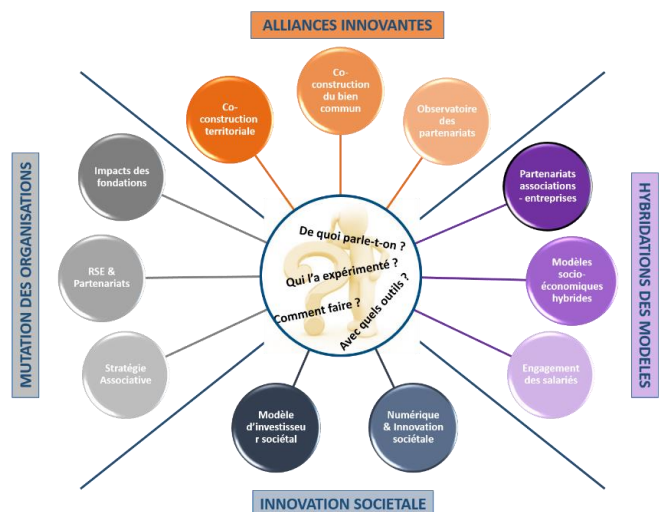 ALLIANCES INNOVANTES
Co-
construction
territoriale
Co-
construction
du bien
commun
Observatoire
des
partenariats
MUTATION DES ORGANISATIONS
Impacts des
fondations
RSE &
Partenariats
Stratégie
Associative
De quoi parle-t-on ?
Qui l'a expérimenté ?
Comment faire ?
Avec quels outils ?
Partenariats
associations
- entreprises
Modèles
socio-
économiques
hybrides
Engagement
des salariés
HYBRIDATIONS DES MODELES
Modèle
d'investisseu
r sociétal
Numérique
& Innovation
sociétale
INNOVATION SOCIETALE